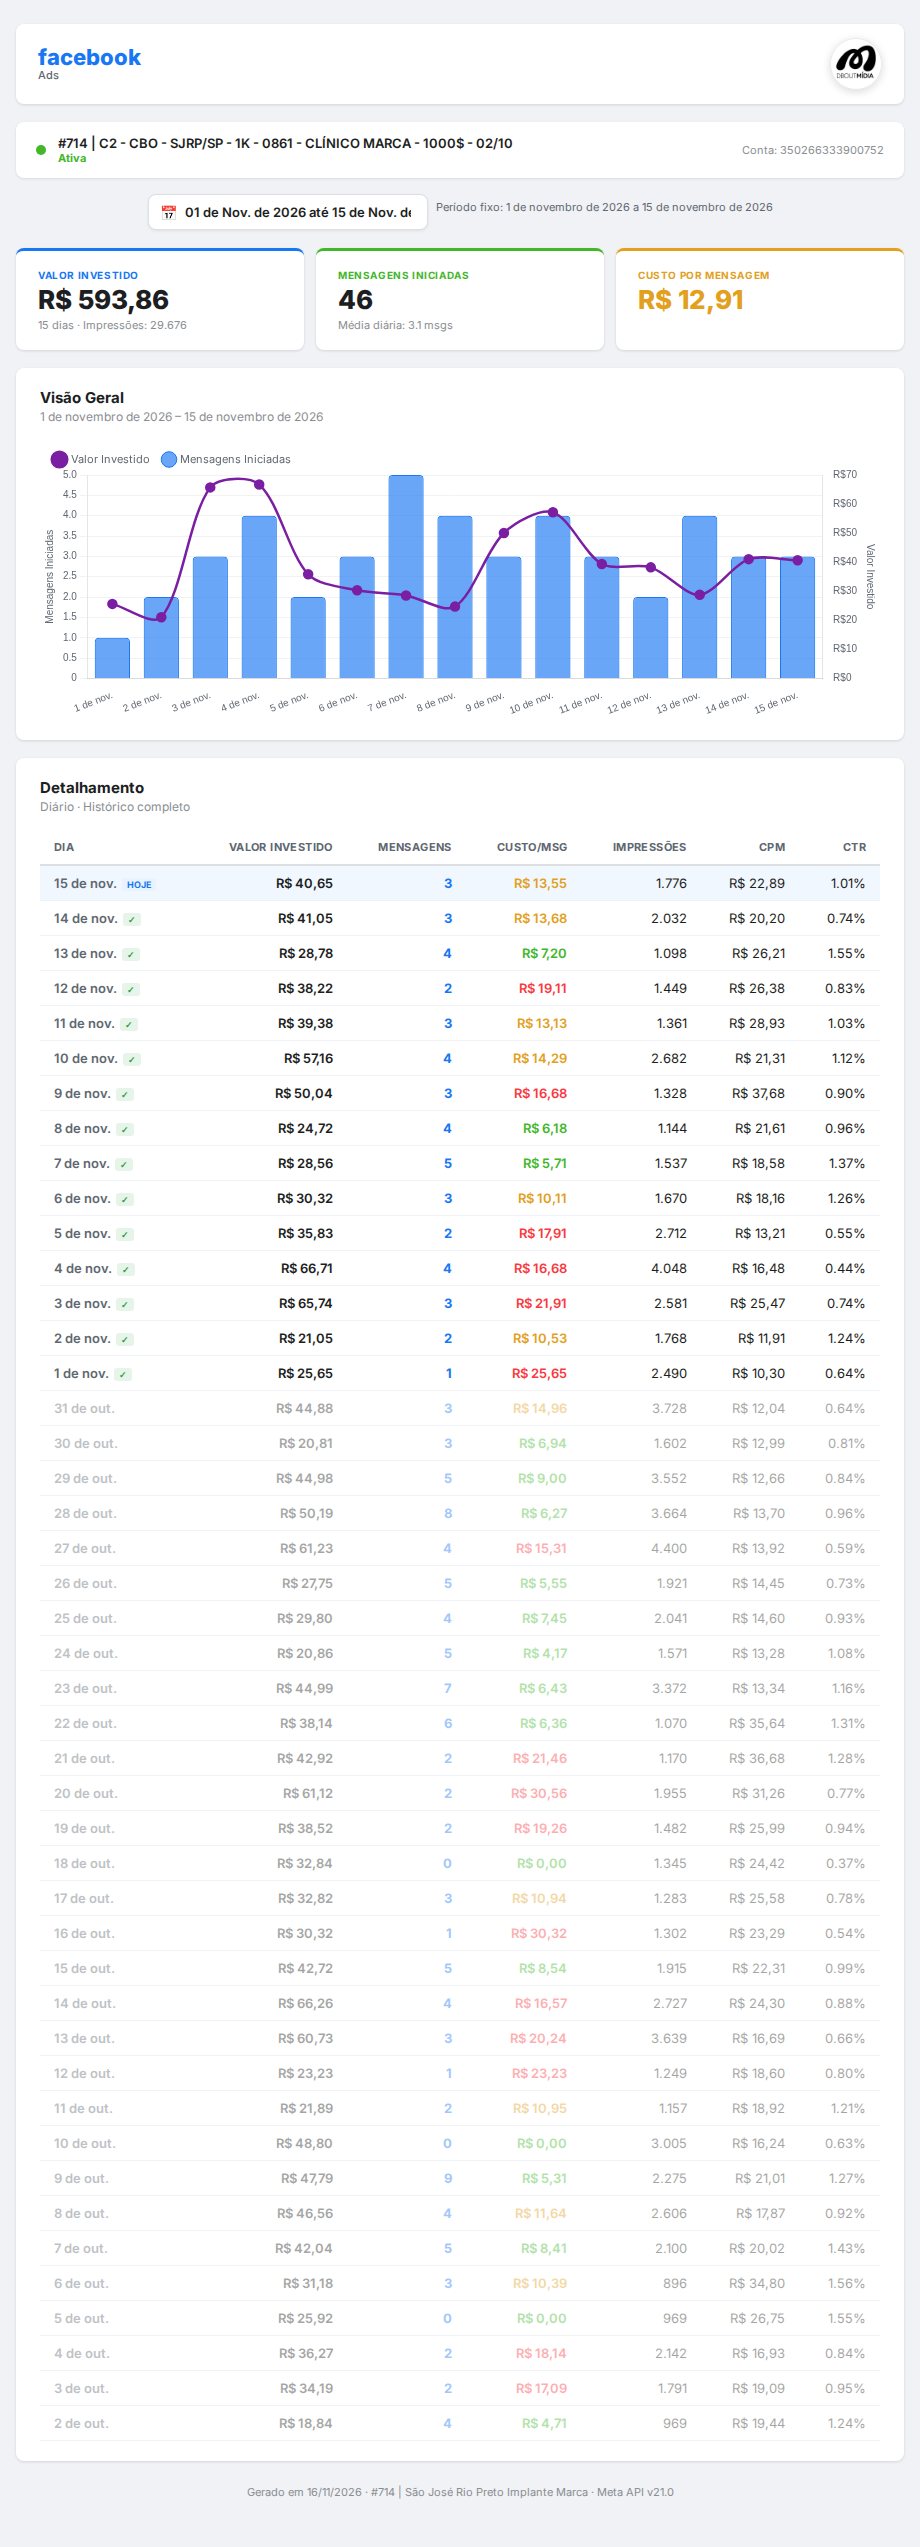 facebook
Ads
DBOUTMÍDIA
#714 | C2 - CBO - SJRP/SP - 1K - 0861 - CLÍNICO MARCA - 1000$ - 02/10
Ativa
Conta: 350266333900752
01 de Nov. de 2026 até 15 de Nov. de
Período fixo: 1 de novembro de 2026 a 15 de novembro de 2026
VALOR INVESTIDO
R$ 593,86
15 dias · Impressões: 29.676
MENSAGENS INICIADAS
46
Média diária: 3.1 msgs
CUSTO POR MENSAGEM
R$ 12,91
Visão Geral
1 de novembro de 2026 – 15 de novembro de 2026
Valor Investido Mensagens Iniciadas
5.0 R$70
4.5 R$60
4.0 R$50
3.5 R$40
3.0 R$30
2.5 R$20
2.0 R$10
1.5 R$0
1.0
0.5
0
Mensagens Iniciadas
Valor Investido
1 de nov. 2 de nov. 3 de nov. 4 de nov. 5 de nov. 6 de nov. 7 de nov. 8 de nov. 9 de nov. 10 de nov. 11 de nov. 12 de nov. 13 de nov. 14 de nov. 15 de nov.
Detalhamento
Diário · Histórico completo
DIA VALOR INVESTIDO MENSAGENS CUSTO/MSG IMPRESSÕES CPM CTR
15 de nov. HOJE R$ 40,65 3 R$ 13,55 1.776 R$ 22,89 1.01%
14 de nov. ✓ R$ 41,05 3 R$ 13,68 2.032 R$ 20,20 0.74%
13 de nov. ✓ R$ 28,78 4 R$ 7,20 1.098 R$ 26,21 1.55%
12 de nov. ✓ R$ 38,22 2 R$ 19,11 1.449 R$ 26,38 0.83%
11 de nov. ✓ R$ 39,38 3 R$ 13,13 1.361 R$ 28,93 1.03%
10 de nov. ✓ R$ 57,16 4 R$ 14,29 2.682 R$ 21,31 1.12%
9 de nov. ✓ R$ 50,04 3 R$ 16,68 1.328 R$ 37,68 0.90%
8 de nov. ✓ R$ 24,72 4 R$ 6,18 1.144 R$ 21,61 0.96%
7 de nov. ✓ R$ 28,56 5 R$ 5,71 1.537 R$ 18,58 1.37%
6 de nov. ✓ R$ 30,32 3 R$ 10,11 1.670 R$ 18,16 1.26%
5 de nov. ✓ R$ 35,83 2 R$ 17,91 2.712 R$ 13,21 0.55%
4 de nov. ✓ R$ 66,71 4 R$ 16,68 4.048 R$ 16,48 0.44%
3 de nov. ✓ R$ 65,74 3 R$ 21,91 2.581 R$ 25,47 0.74%
2 de nov. ✓ R$ 21,05 2 R$ 10,53 1.768 R$ 11,91 1.24%
1 de nov. ✓ R$ 25,65 1 R$ 25,65 2.490 R$ 10,30 0.64%
31 de out. R$ 44,88 3 R$ 14,96 3.728 R$ 12,04 0.64%
30 de out. R$ 20,81 3 R$ 6,94 1.602 R$ 12,99 0.81%
29 de out. R$ 44,98 5 R$ 9,00 3.552 R$ 12,66 0.84%
28 de out. R$ 50,19 8 R$ 6,27 3.664 R$ 13,70 0.96%
27 de out. R$ 61,23 4 R$ 15,31 4.400 R$ 13,92 0.59%
26 de out. R$ 27,75 5 R$ 5,55 1.921 R$ 14,45 0.73%
25 de out. R$ 29,80 4 R$ 7,45 2.041 R$ 14,60 0.93%
24 de out. R$ 20,86 5 R$ 4,17 1.571 R$ 13,28 1.08%
23 de out. R$ 44,99 7 R$ 6,43 3.372 R$ 13,34 1.16%
22 de out. R$ 38,14 6 R$ 6,36 1.070 R$ 35,64 1.31%
21 de out. R$ 42,92 2 R$ 21,46 1.170 R$ 36,68 1.28%
20 de out. R$ 61,12 2 R$ 30,56 1.955 R$ 31,26 0.77%
19 de out. R$ 38,52 2 R$ 19,26 1.482 R$ 25,99 0.94%
18 de out. R$ 32,84 0 R$ 0,00 1.345 R$ 24,42 0.37%
17 de out. R$ 32,82 3 R$ 10,94 1.283 R$ 25,58 0.78%
16 de out. R$ 30,32 1 R$ 30,32 1.302 R$ 23,29 0.54%
15 de out. R$ 42,72 5 R$ 8,54 1.915 R$ 22,31 0.99%
14 de out. R$ 66,26 4 R$ 16,57 2.727 R$ 24,30 0.88%
13 de out. R$ 60,73 3 R$ 20,24 3.639 R$ 16,69 0.66%
12 de out. R$ 23,23 1 R$ 23,23 1.249 R$ 18,60 0.80%
11 de out. R$ 21,89 2 R$ 10,95 1.157 R$ 18,92 1.21%
10 de out. R$ 48,80 0 R$ 0,00 3.005 R$ 16,24 0.63%
9 de out. R$ 47,79 9 R$ 5,31 2.275 R$ 21,01 1.27%
8 de out. R$ 46,56 4 R$ 11,64 2.606 R$ 17,87 0.92%
7 de out. R$ 42,04 5 R$ 8,41 2.100 R$ 20,02 1.43%
6 de out. R$ 31,18 3 R$ 10,39 896 R$ 34,80 1.56%
5 de out. R$ 25,92 0 R$ 0,00 969 R$ 26,75 1.55%
4 de out. R$ 36,27 2 R$ 18,14 2.142 R$ 16,93 0.84%
3 de out. R$ 34,19 2 R$ 17,09 1.791 R$ 19,09 0.95%
2 de out. R$ 18,84 4 R$ 4,71 969 R$ 19,44 1.24%
Gerado em 16/11/2026 · #714 | São José Rio Preto Implante Marca · Meta API v21.0